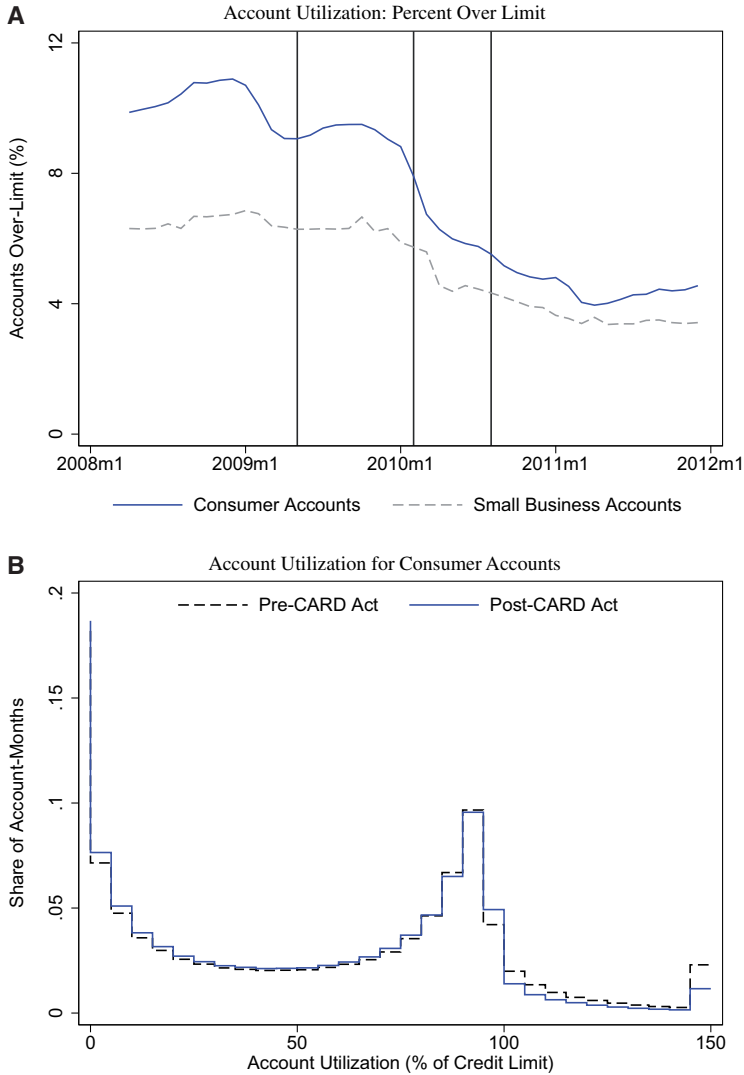 A
Account Utilization: Percent Over Limit
Accounts Over-Limit (%)
12
8
4
0
2008m1 2009m1 2010m1 2011m1 2012m1
Consumer Accounts Small Business Accounts
B
Account Utilization for Consumer Accounts
Pre-CARD Act Post-CARD Act
Share of Account-Months
.2
.15
.1
.05
0
0 50 100 150
Account Utilization (% of Credit Limit)